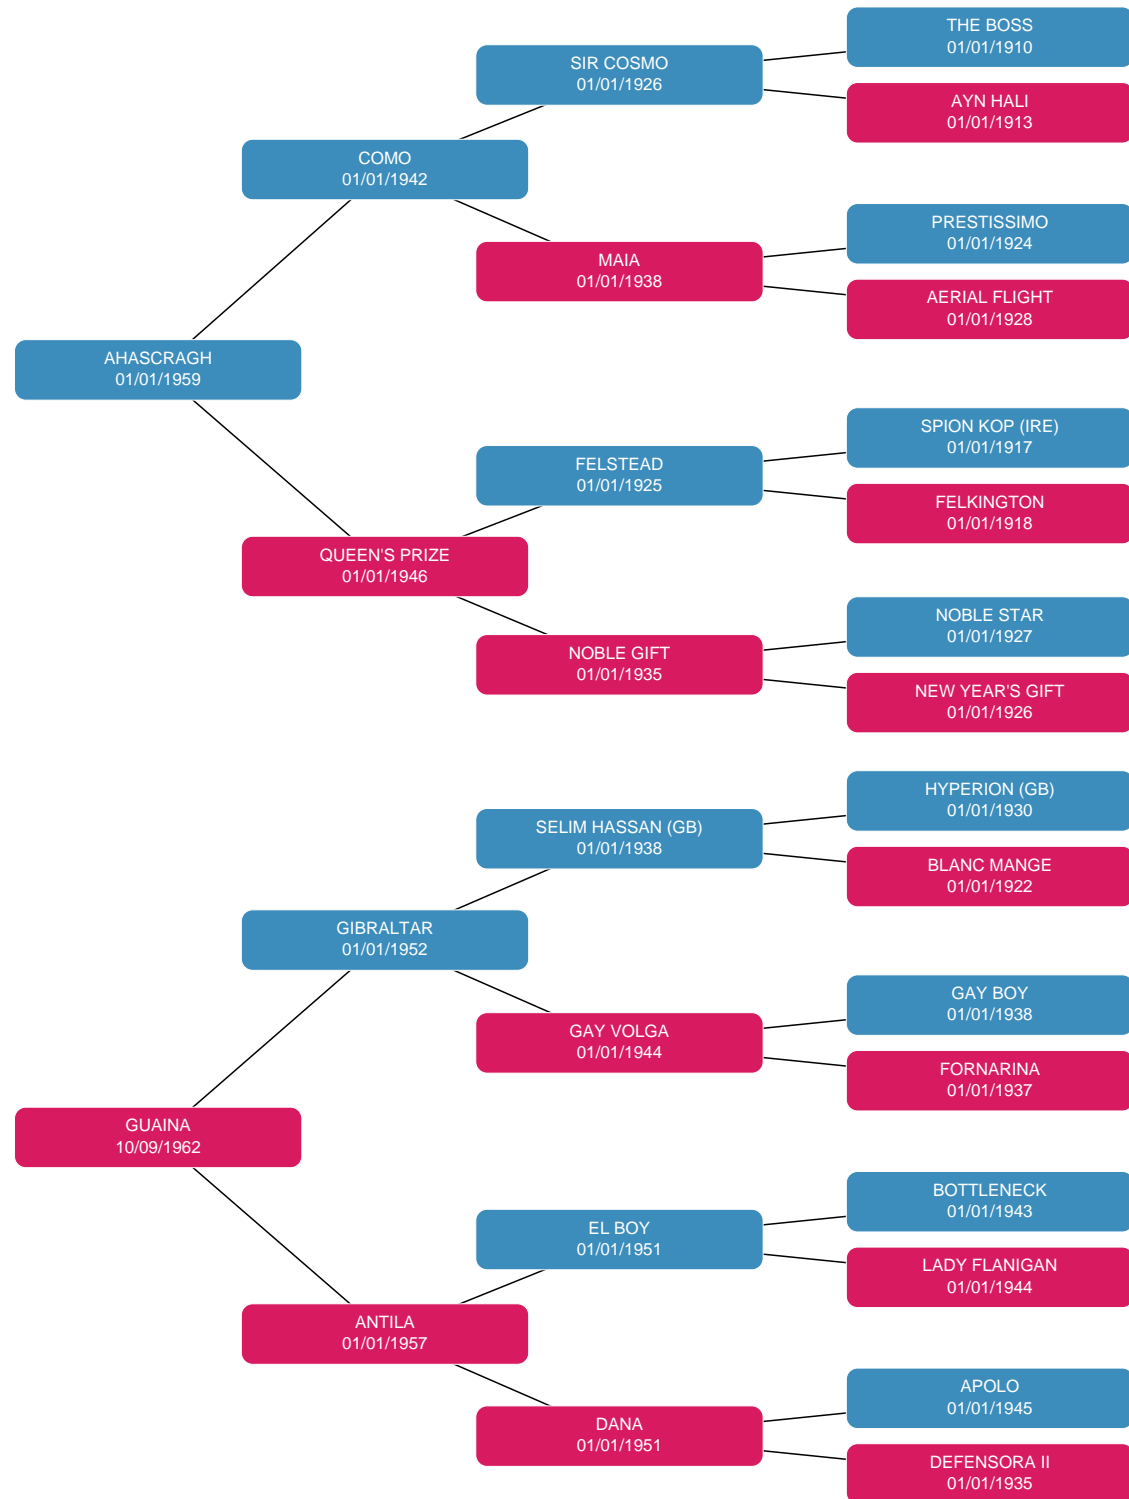 THE BOSS
01/01/1910
SIR COSMO
01/01/1926
AYN HALI
01/01/1913
COMO
01/01/1942
PRESTISSIMO
01/01/1924
MAIA
01/01/1938
AERIAL FLIGHT
01/01/1928
AHASCRAGH
01/01/1959
SPION KOP (IRE)
01/01/1917
FELSTEAD
01/01/1925
FELKINGTON
01/01/1918
QUEEN'S PRIZE
01/01/1946
NOBLE STAR
01/01/1927
NOBLE GIFT
01/01/1935
NEW YEAR'S GIFT
01/01/1926
HYPERION (GB)
01/01/1930
SELIM HASSAN (GB)
01/01/1938
BLANC MANGE
01/01/1922
GIBRALTAR
01/01/1952
GAY BOY
01/01/1938
GAY VOLGA
01/01/1944
FORNARINA
01/01/1937
GUAINA
10/09/1962
BOTTLENECK
01/01/1943
EL BOY
01/01/1951
LADY FLANIGAN
01/01/1944
ANTILA
01/01/1957
APOLO
01/01/1945
DANA
01/01/1951
DEFENSORA II
01/01/1935